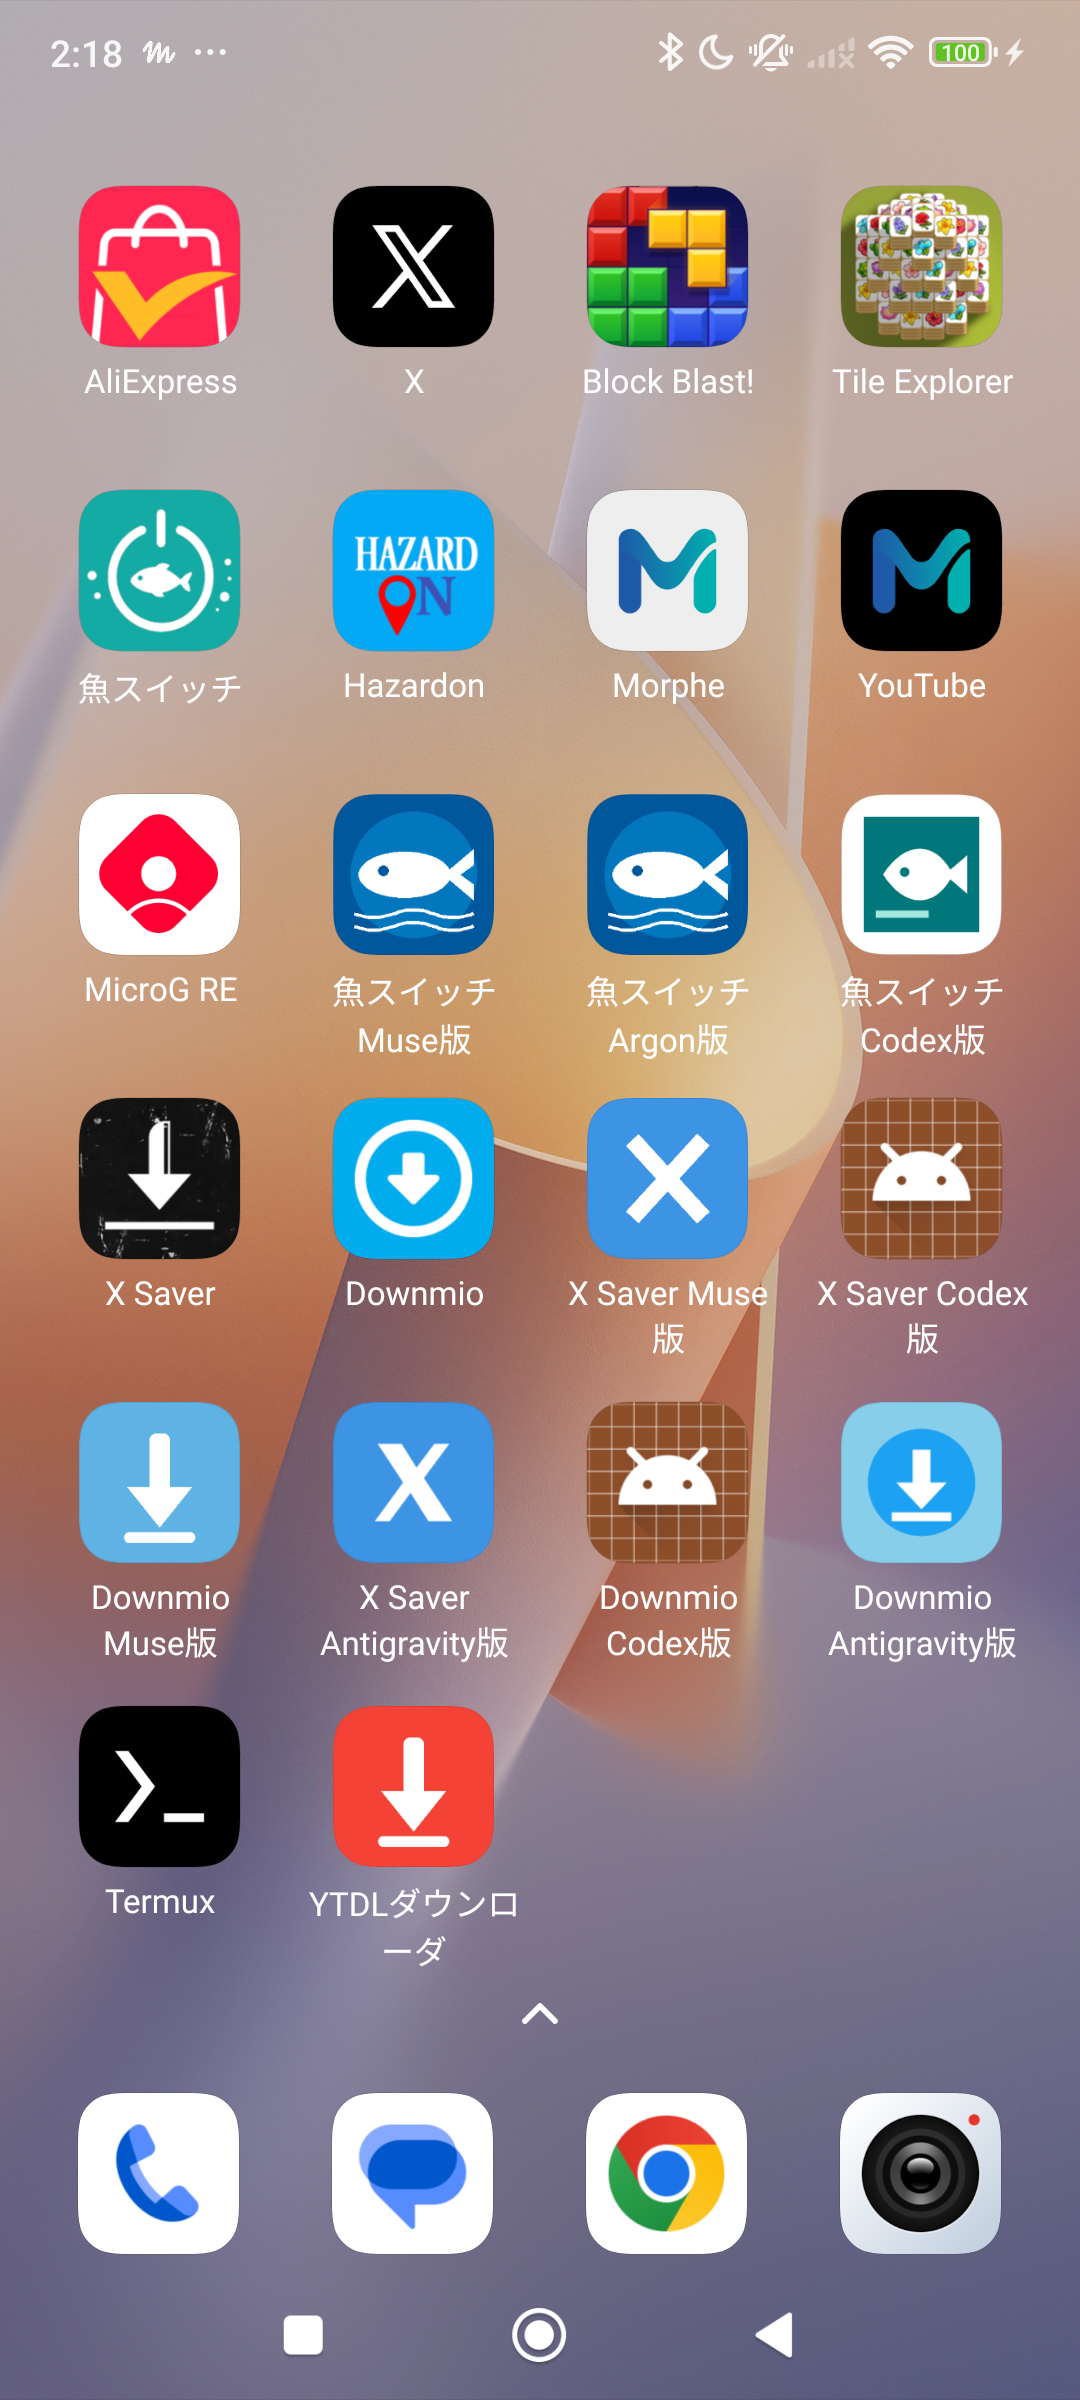 2:18
100
AliExpress
X
Block Blast!
Tile Explorer
HAZARD
ON
魚スイッチ
Hazardon
Morphe
YouTube
MicroG RE
魚スイッチ
Muse版
魚スイッチ
Argon版
魚スイッチ
Codex版
X Saver
Downmio
X Saver Muse
版
X Saver Codex
版
Downmio
Muse版
X Saver
Antigravity版
Downmio
Codex版
Downmio
Antigravity版
Termux
YTDLダウンロ
ーダ